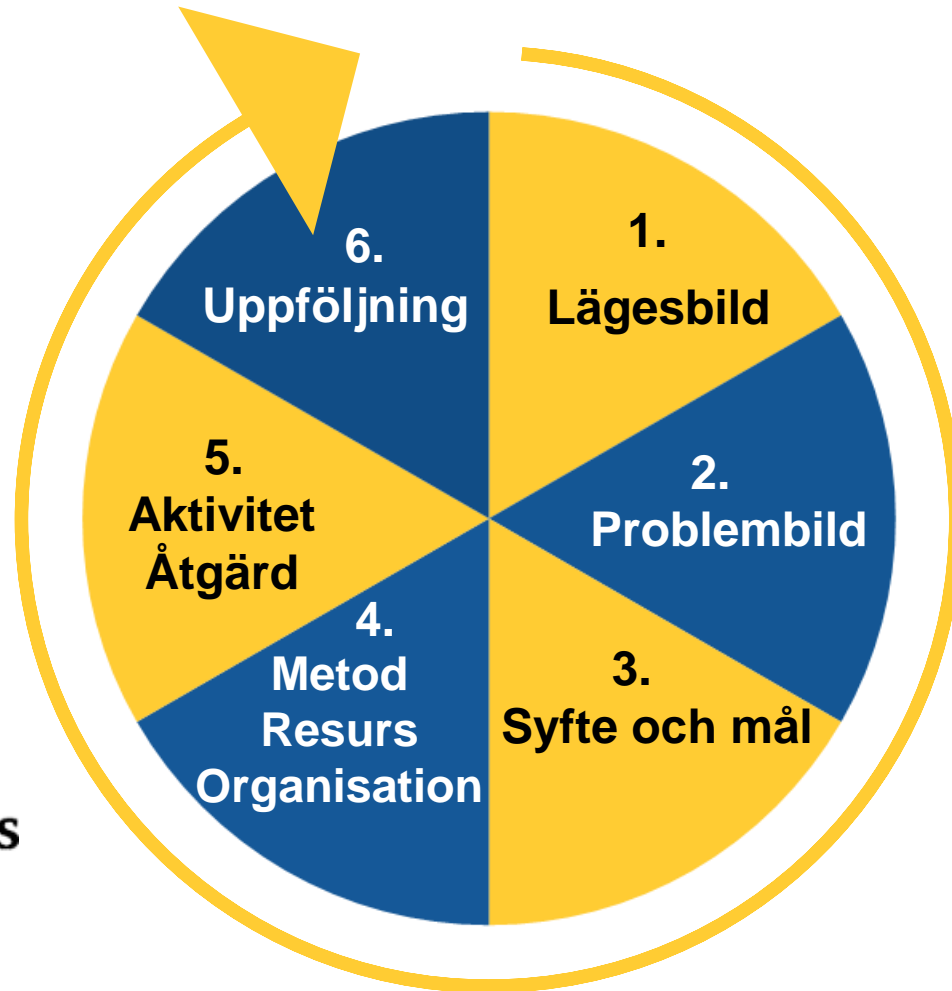 1.
Lägesbild
2.
Problembild
3.
Syfte och mål
4.
Metod
Resurs
Organisation
5.
Aktivitet
Åtgärd
6.
Uppföljning
s